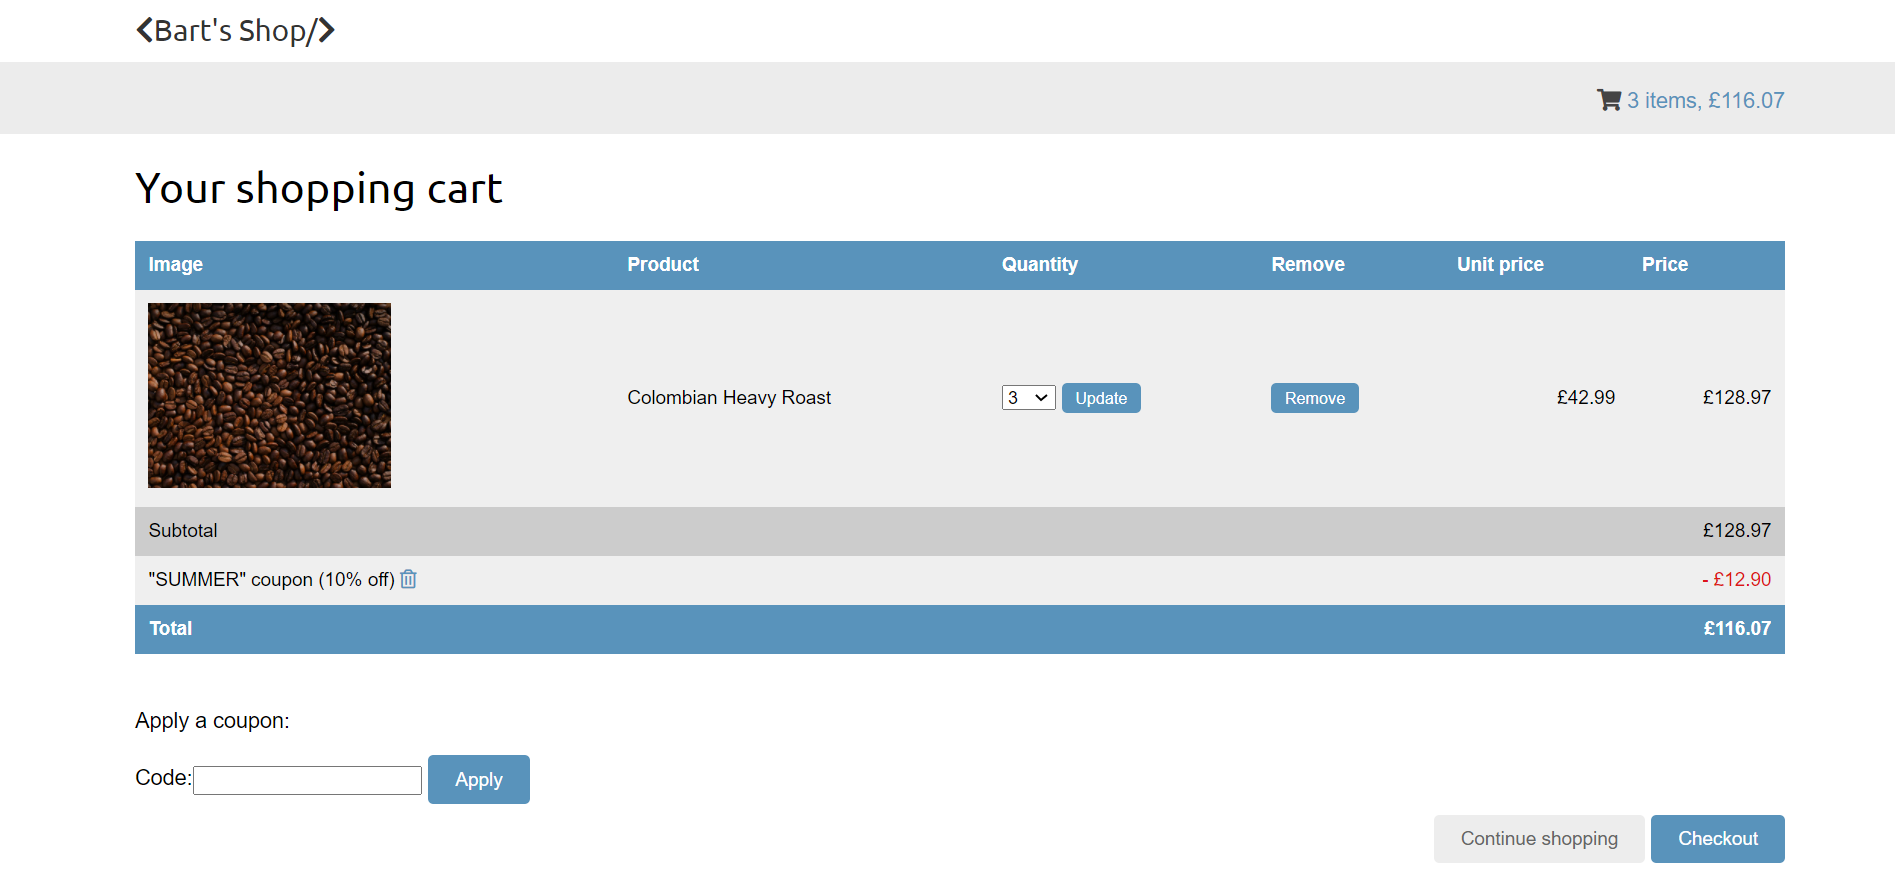 Bart's Shop/
3 items, £116.07
Your shopping cart
Image Product Quantity Remove Unit price Price
Colombian Heavy Roast 3 Update Remove £42.99 £128.97
Subtotal £128.97
"SUMMER" coupon (10% off) - £12.90
Total £116.07
Apply a coupon:
Code: Apply
Continue shopping Checkout